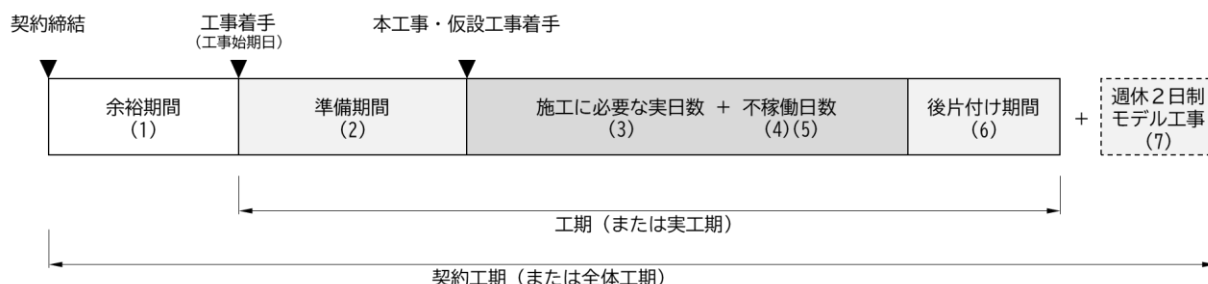 契約締結
工事着手
(工事始期日)
本工事・仮設工事着手
余裕期間
(1)
準備期間
(2)
施工に必要な実日数 + 不稼働日数
(3) (4)(5)
後片付け期間
(6)
+
週休2日制
モデル工事
(7)
工期(または実工期)
契約工期(または全体工期)